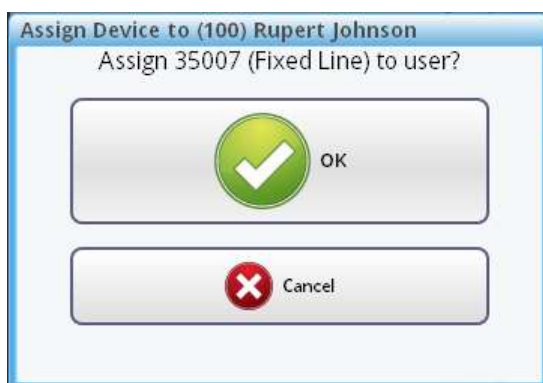 Assign Device to (100) Rupert Johnson
Assign 35007 (Fixed Line) to user?
OK
Cancel